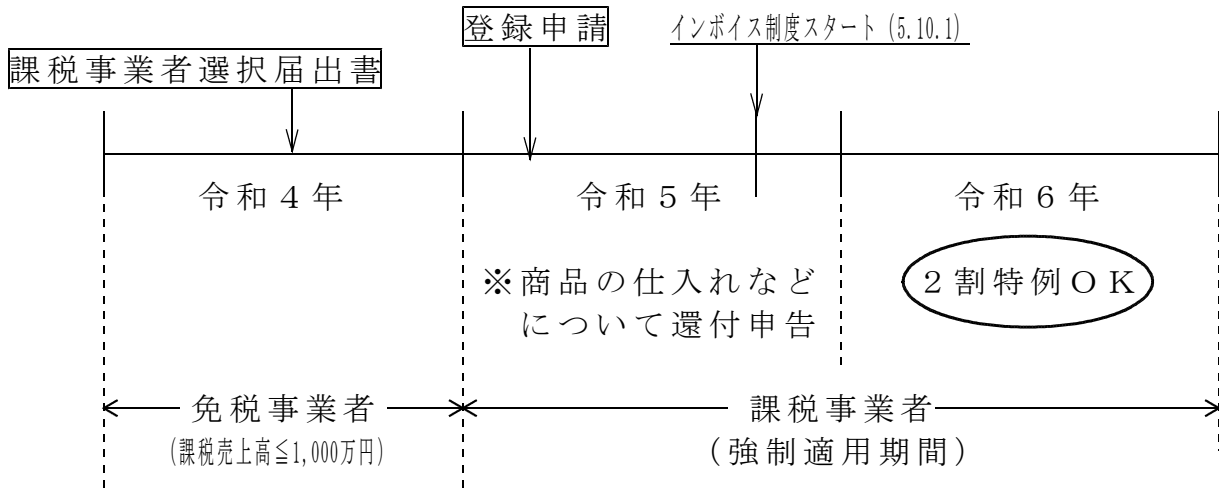 登録申請
インボイス制度スタート（5.10.1）
課税事業者選択届出書
令和４年
令和５年
令和６年
※商品の仕入れなど
について還付申告
２割特例ＯＫ
免税事業者
（課税売上高≦1,000万円）
課税事業者
（強制適用期間）